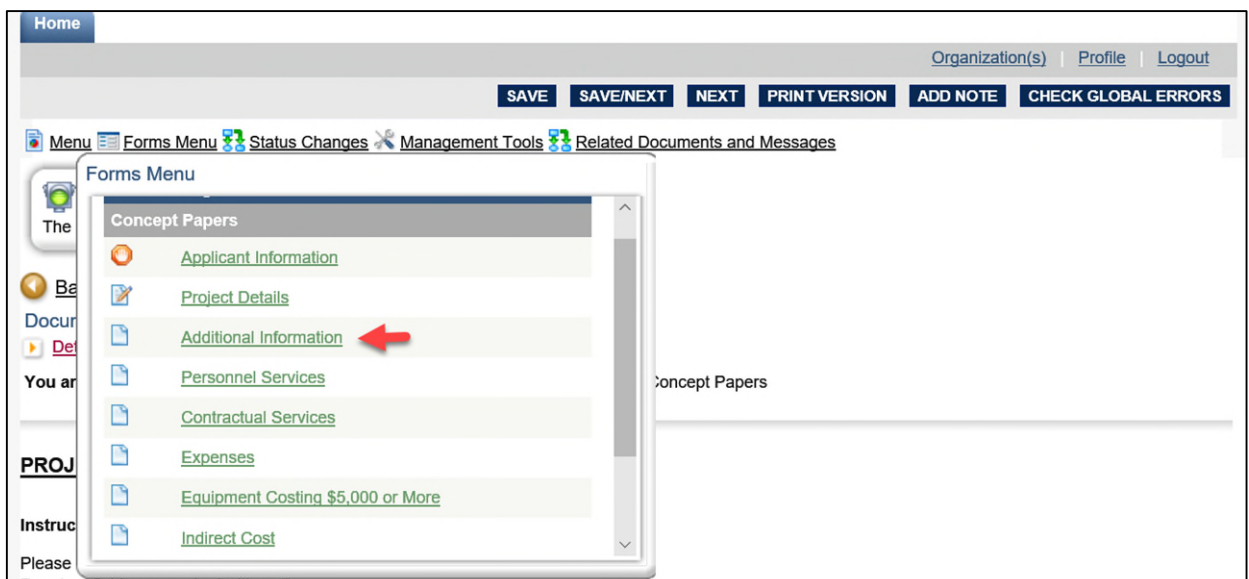 Home
Organization(s) Profile Logout
SAVE SAVE/NEXT NEXT PRINT VERSION ADD NOTE CHECK GLOBAL ERRORS
Menu Forms Menu Status Changes Management Tools Related Documents and Messages
Forms Menu
The
Concept Papers
Applicant Information
Ba
Project Details
Docum
Additional Information
Det
Personnel Services
You ar
Concept Papers
Contractual Services
Expenses
PROJ
Equipment Costing $5,000 or More
Instruc
Indirect Cost
Please